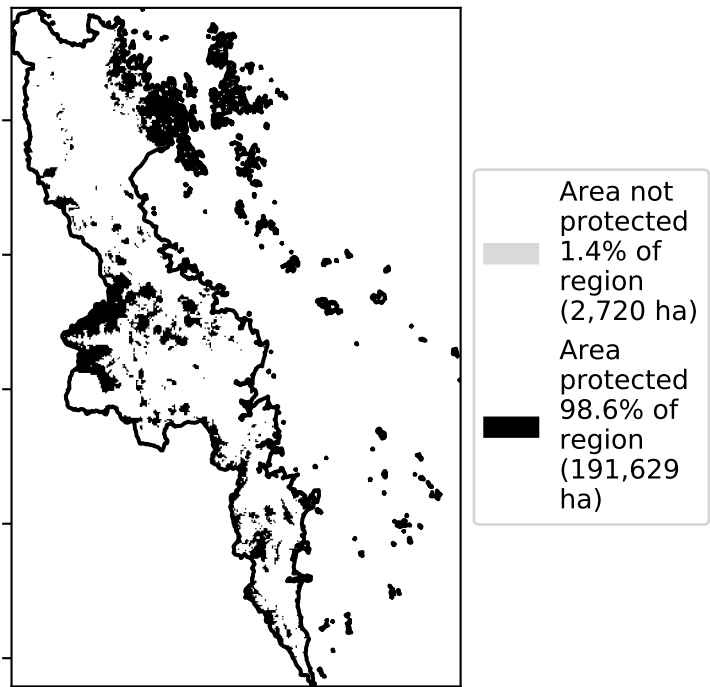 Area not
protected
1.4% of
region
(2,720 ha)
Area
protected
98.6% of
region
(191,629
ha)